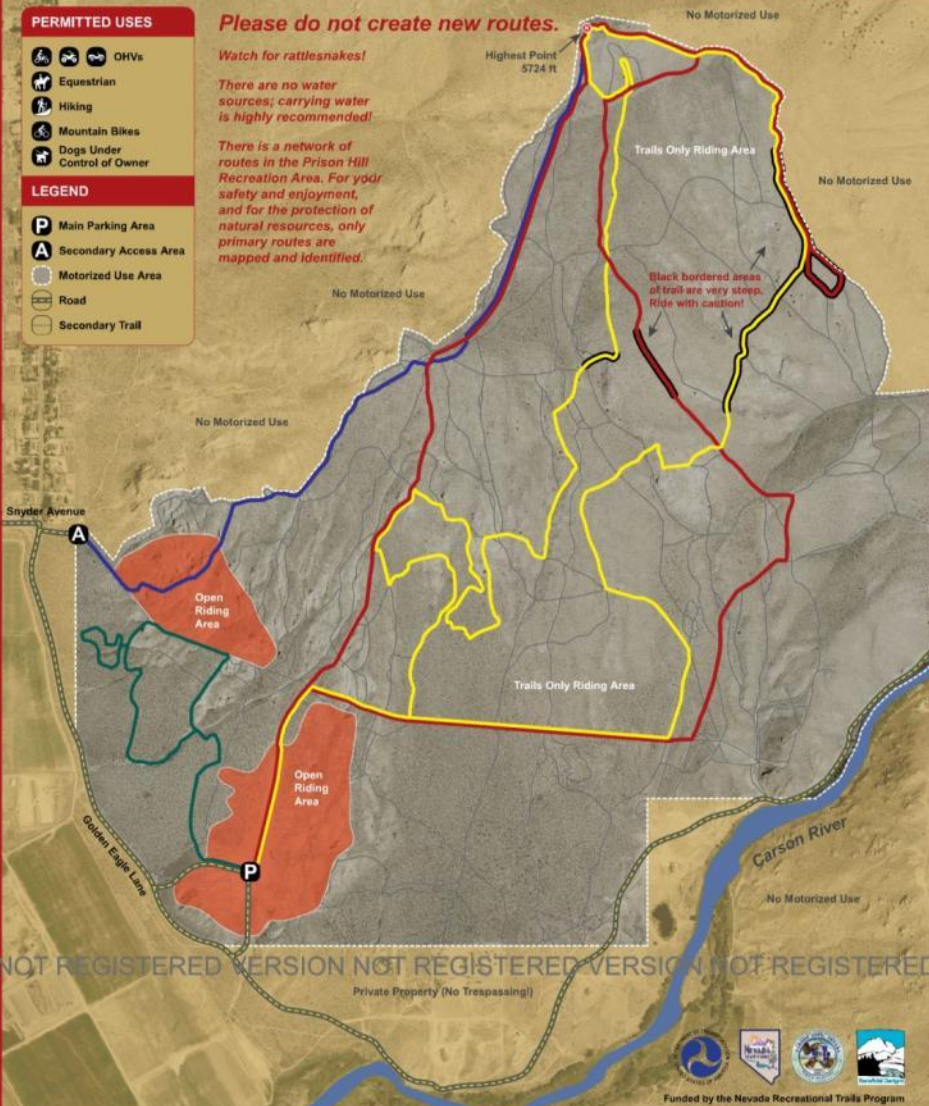 PERMITTED USES
OHVs
Equestrian
Hiking
Mountain Bikes
Dogs Under
Control of Owner
LEGEND
P Main Parking Area
A Secondary Access Area
Motorized Use Area
Road
Secondary Trail
Please do not create new routes.
Watch for rattlesnakes!
There are no water
sources; carrying water
is highly recommended!
There is a network of
routes in the Prison Hill
Recreation Area. For your
safety and enjoyment,
and for the protection of
natural resources, only
primary routes are
mapped and identified.
No Motorized Use
Highest Point
5724 ft
Trails Only Riding Area
No Motorized Use
Black bordered areas
of trail are very steep.
Ride with caution!
No Motorized Use
No Motorized Use
Snyder Avenue
A
Open
Riding
Area
Trails Only Riding Area
Open
Riding
Area
Golden Eagle Lane
P
Carson River
No Motorized Use
NOT REGISTERED VERSION NOT REGISTERED VERSION NOT REGISTERED
Private Property (No Trespassing!)
Funded by the Nevada Recreational Trails Program